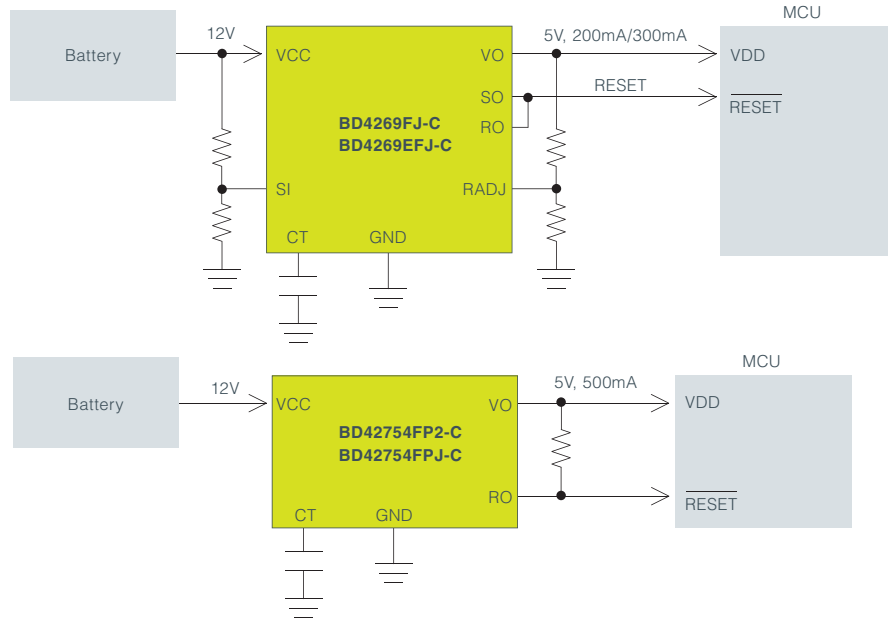 MCU
Battery
12V
VCC
VO
5V, 200mA/300mA
VDD
SO
RESET
RESET
RO
BD4269FJ-C
BD4269EFJ-C
SI
RADJ
CT
GND
MCU
Battery
12V
VCC
VO
5V, 500mA
VDD
BD42754FP2-C
BD42754FPJ-C
RO
RESET
CT
GND